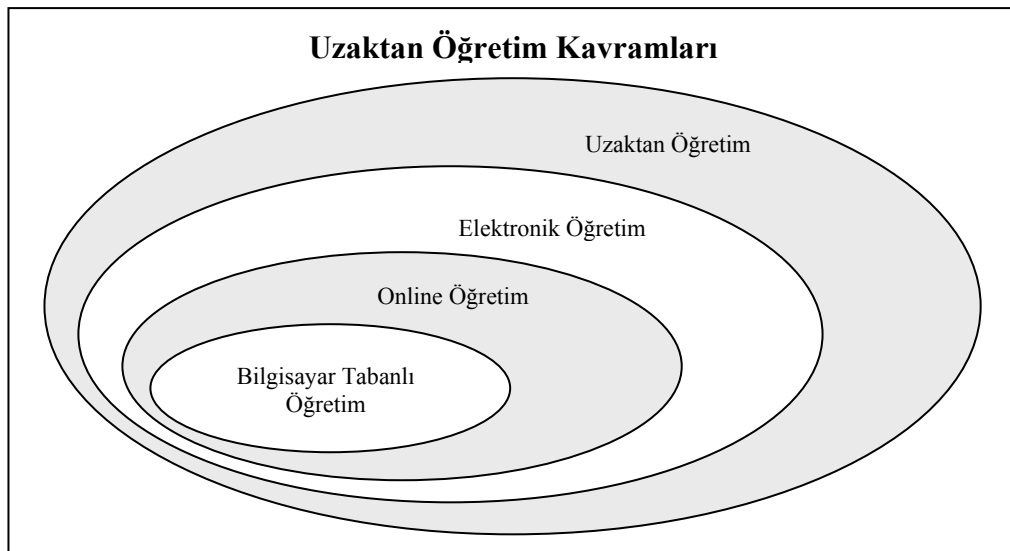 Uzaktan Öğretim Kavramları
Uzaktan Öğretim
Elektronik Öğretim
Online Öğretim
Bilgisayar Tabanlı
Öğretim